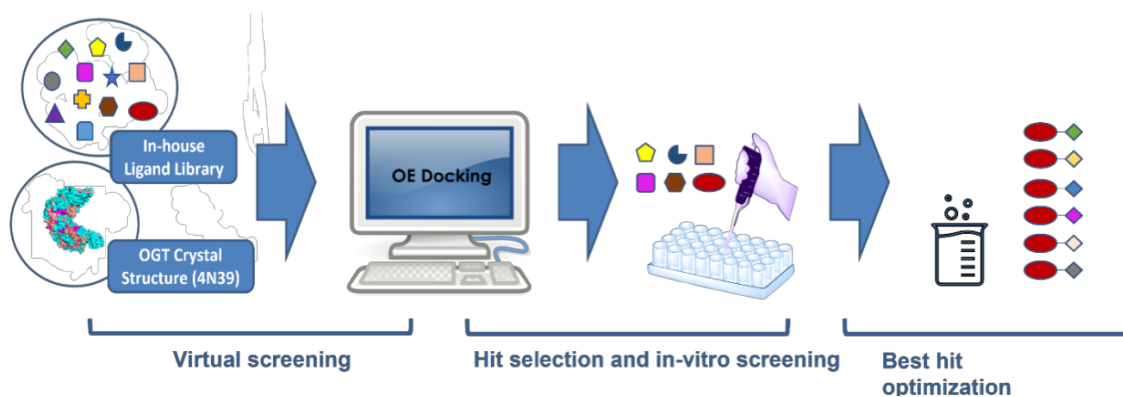 In-house
Ligand Library
OGT Crystal
Structure (4N39)
OE Docking
Virtual screening
Hit selection and in-vitro screening
Best hit
optimization